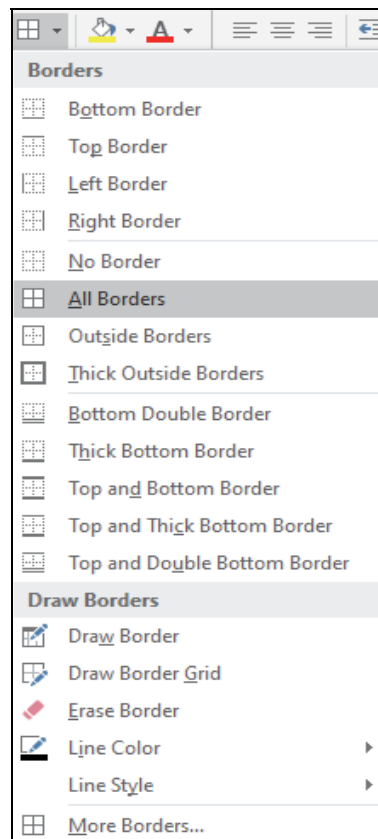 A
Borders
Bottom Border
Top Border
Left Border
Right Border
No Border
All Borders
Outside Borders
Thick Outside Borders
Bottom Double Border
Thick Bottom Border
Top and Bottom Border
Top and Thick Bottom Border
Top and Double Bottom Border
Draw Borders
Draw Border
Draw Border Grid
Erase Border
Line Color
Line Style
More Borders...